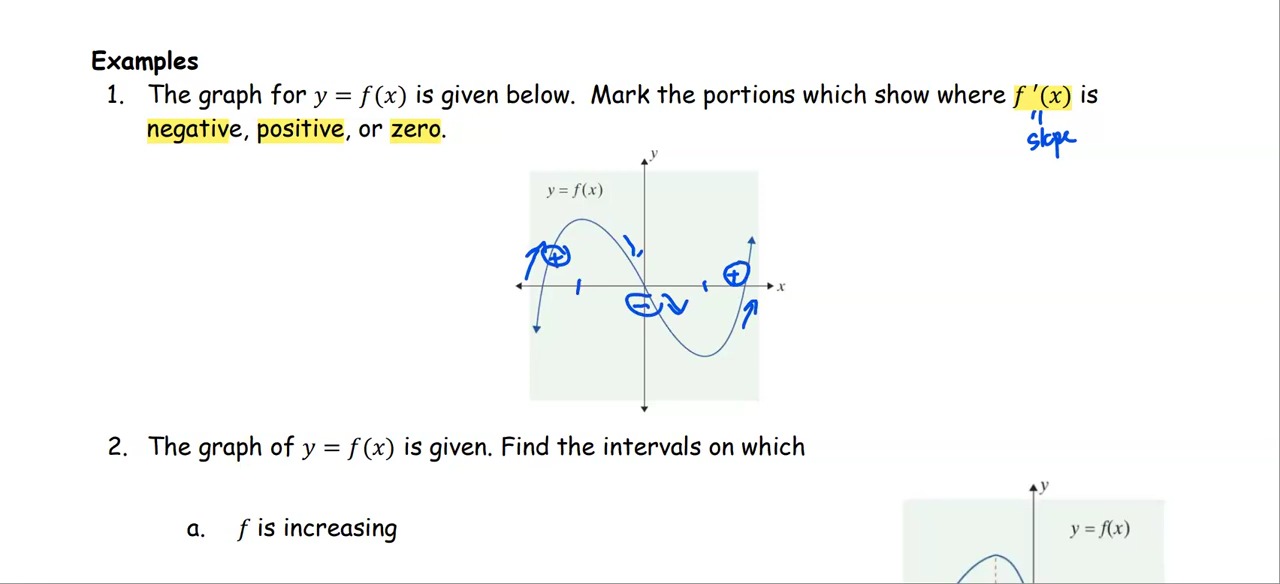 Examples
1. The graph for y = f(x) is given below. Mark the portions which show where f '(x) is
negative, positive, or zero.
slope
y
y = f(x)
+
+
x
−
2. The graph of y = f(x) is given. Find the intervals on which
y
a. f is increasing
y = f(x)